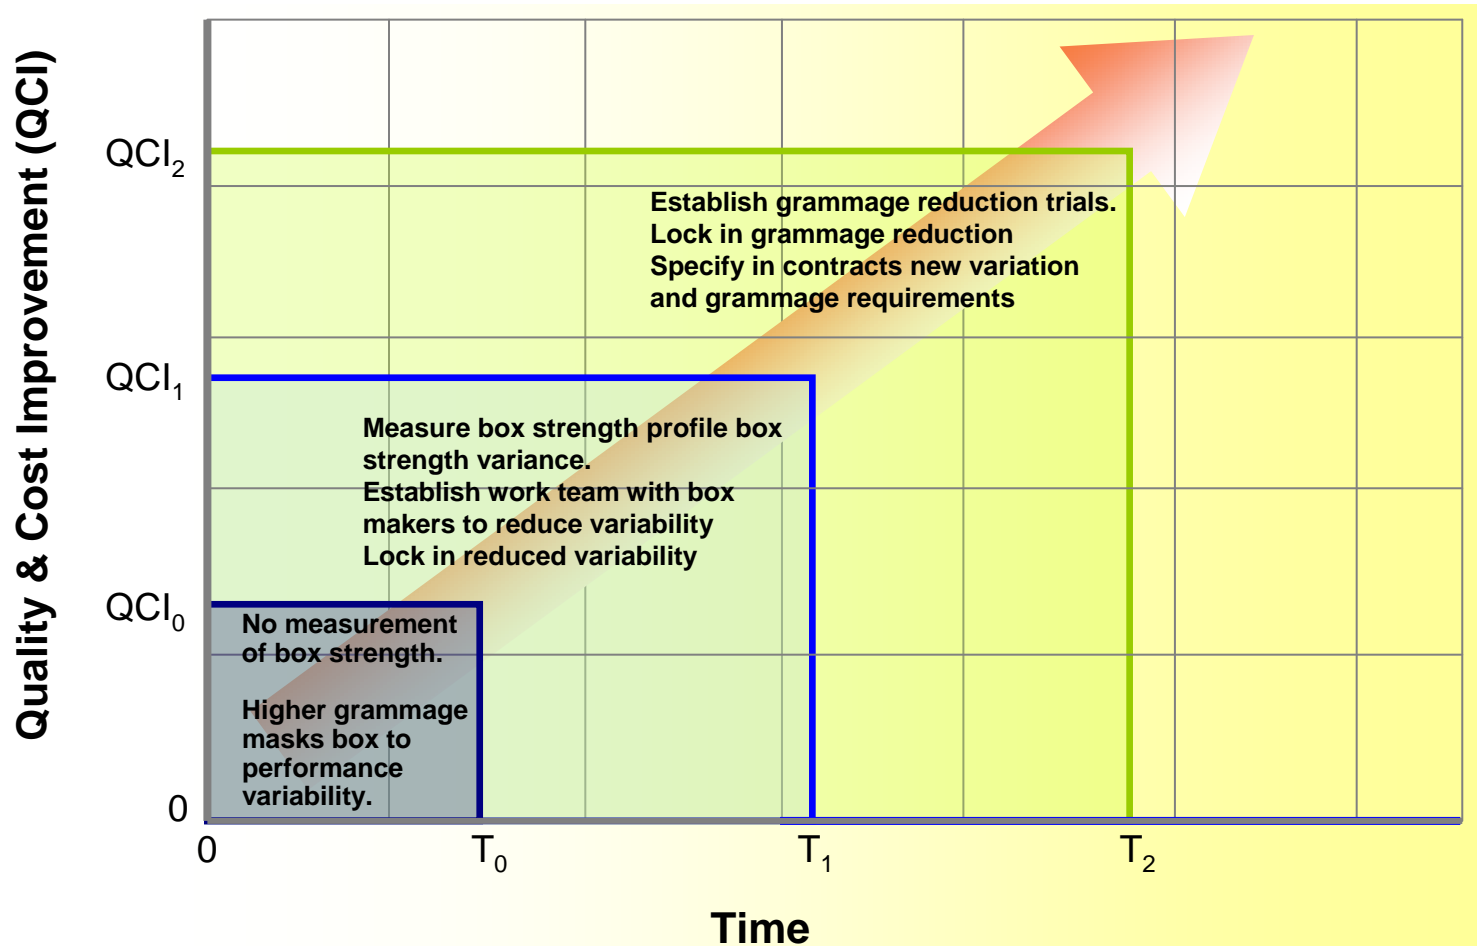 Quality & Cost Improvement (QCI)
QCI₂
Establish grammage reduction trials.
Lock in grammage reduction
Specify in contracts new variation
and grammage requirements
QCI₁
Measure box strength profile box
strength variance.
Establish work team with box
makers to reduce variability
Lock in reduced variability
QCI₀
No measurement
of box strength.
Higher grammage
masks box to
performance
variability.
0
0
T₀
T₁
T₂
Time